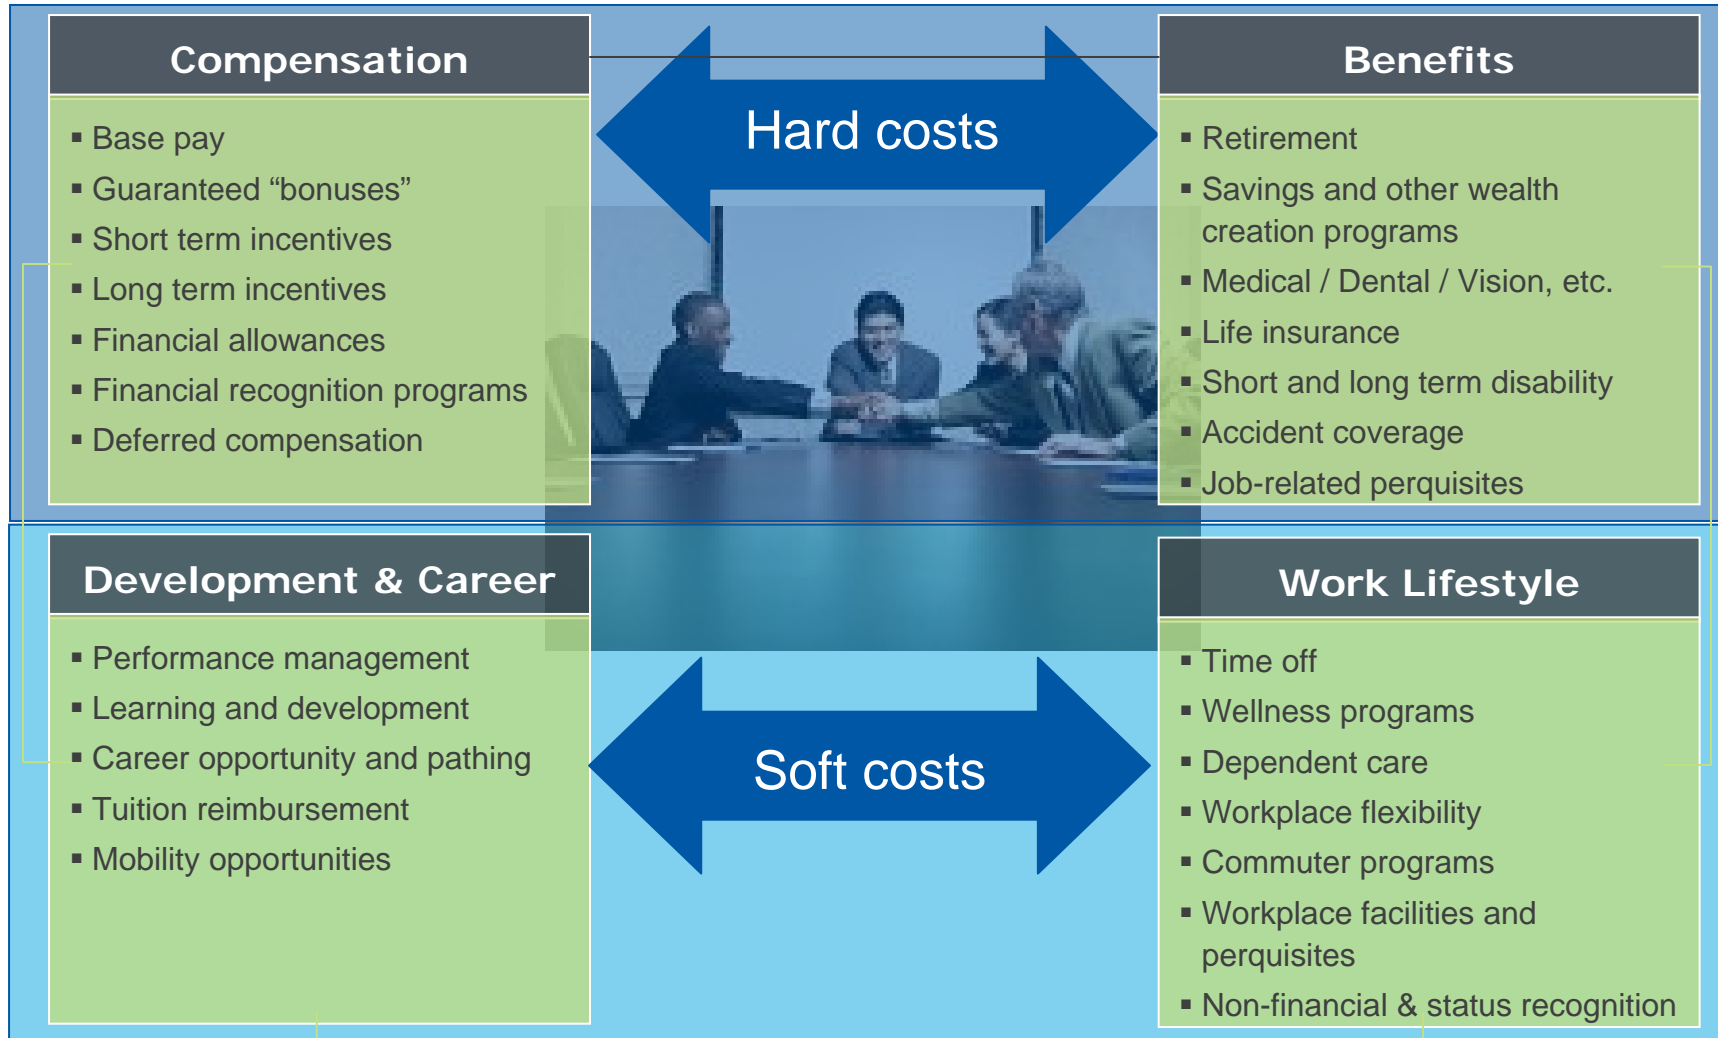 Compensation
▪ Base pay
▪ Guaranteed “bonuses”
▪ Short term incentives
▪ Long term incentives
▪ Financial allowances
▪ Financial recognition programs
▪ Deferred compensation
Hard costs
Benefits
▪ Retirement
▪ Savings and other wealth
creation programs
▪ Medical / Dental / Vision, etc.
▪ Life insurance
▪ Short and long term disability
▪ Accident coverage
▪ Job-related perquisites
Development & Career
▪ Performance management
▪ Learning and development
▪ Career opportunity and pathing
▪ Tuition reimbursement
▪ Mobility opportunities
Soft costs
Work Lifestyle
▪ Time off
▪ Wellness programs
▪ Dependent care
▪ Workplace flexibility
▪ Commuter programs
▪ Workplace facilities and
perquisites
▪ Non-financial & status recognition